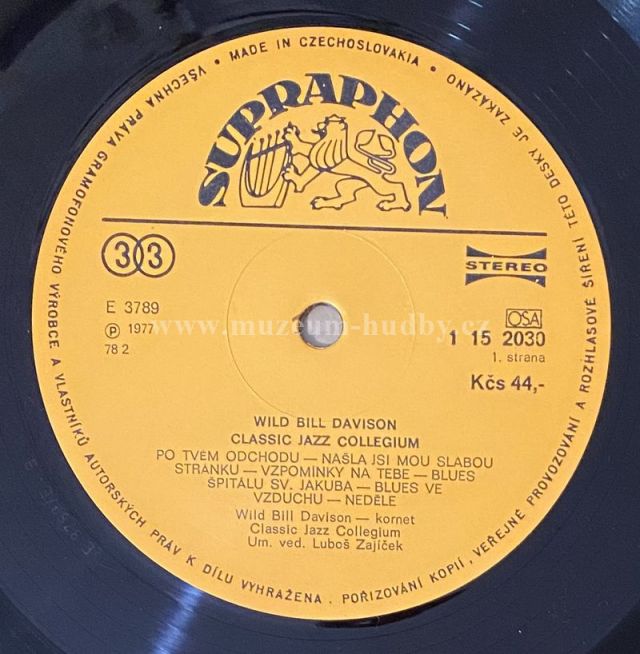 VŠECHNA PRÁVA GRAMOFONOVÉHO VÝROBCE A VLASTNÍKŮ AUTORSKÝCH PRÁV K DÍLU VYHRAŽENA. POŘIZOVÁNÍ KOPIÍ, VEŘEJNÉ PROVOZOVÁNÍ A ROZHLASOVÉ ŠÍŘENÍ TÉTO DESKY JE ZAKÁZÁNO • MADE IN CZECHOSLOVAKIA •
SUPRAPHON
33
STEREO
E 3789
Ⓟ 1977
78 2
www.muzeum-hudby.cz
OSA
1 15 2030
1. strana
Kčs 44,-
WILD BILL DAVISON
CLASSIC JAZZ COLLEGIUM
PO TVÉM ODCHODU — NAŠLA JSI MOU SLABOU
STRÁNKU — VZPOMÍNKY NA TEBE — BLUES
ŠPITÁLU SV. JAKUBA — BLUES VE
VZDUCHU — NEDĚLE
Wild Bill Davison — kornet
Classic Jazz Collegium
Um. ved. Luboš Zajíček